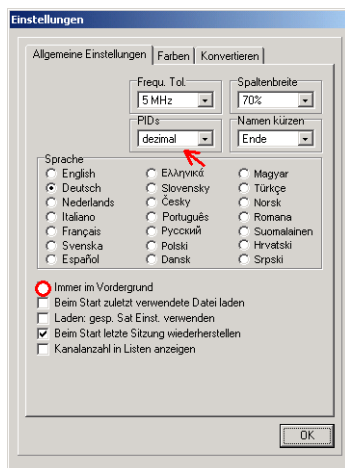 Einstellungen
Allgemeine Einstellungen Farben Konvertieren
Frequ. Tol. Spaltenbreite
5 MHz 70%
PIDs Namen kürzen
dezimal Ende
Sprache
English Ελληνικά Magyar
Deutsch Slovensky Türkçe
Nederlands Česky Norsk
Italiano Português Romana
Français Русский Suomalainen
Svenska Polski Hrvatski
Español Dansk Srpski
Immer im Vordergrund
Beim Start zuletzt verwendete Datei laden
Laden: gesp. Sat Einst. verwenden
Beim Start letzte Sitzung wiederherstellen
Kanalanzahl in Listen anzeigen
OK